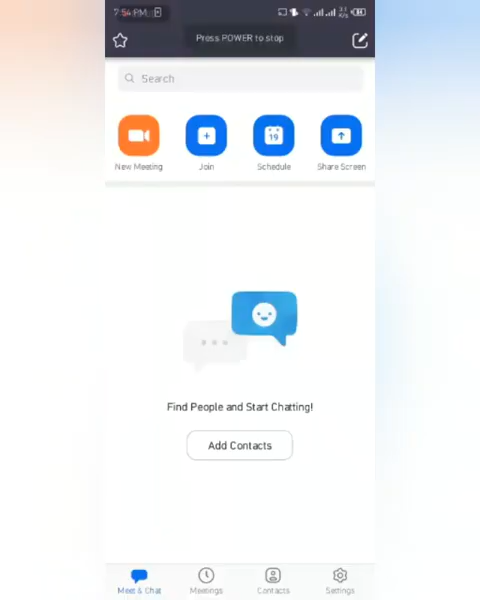 7:54 PM
Press POWER to stop
Search
19
New Meeting
Join
Schedule
Share Screen
Find People and Start Chatting!
Add Contacts
Meet & Chat
Meetings
Contacts
Settings